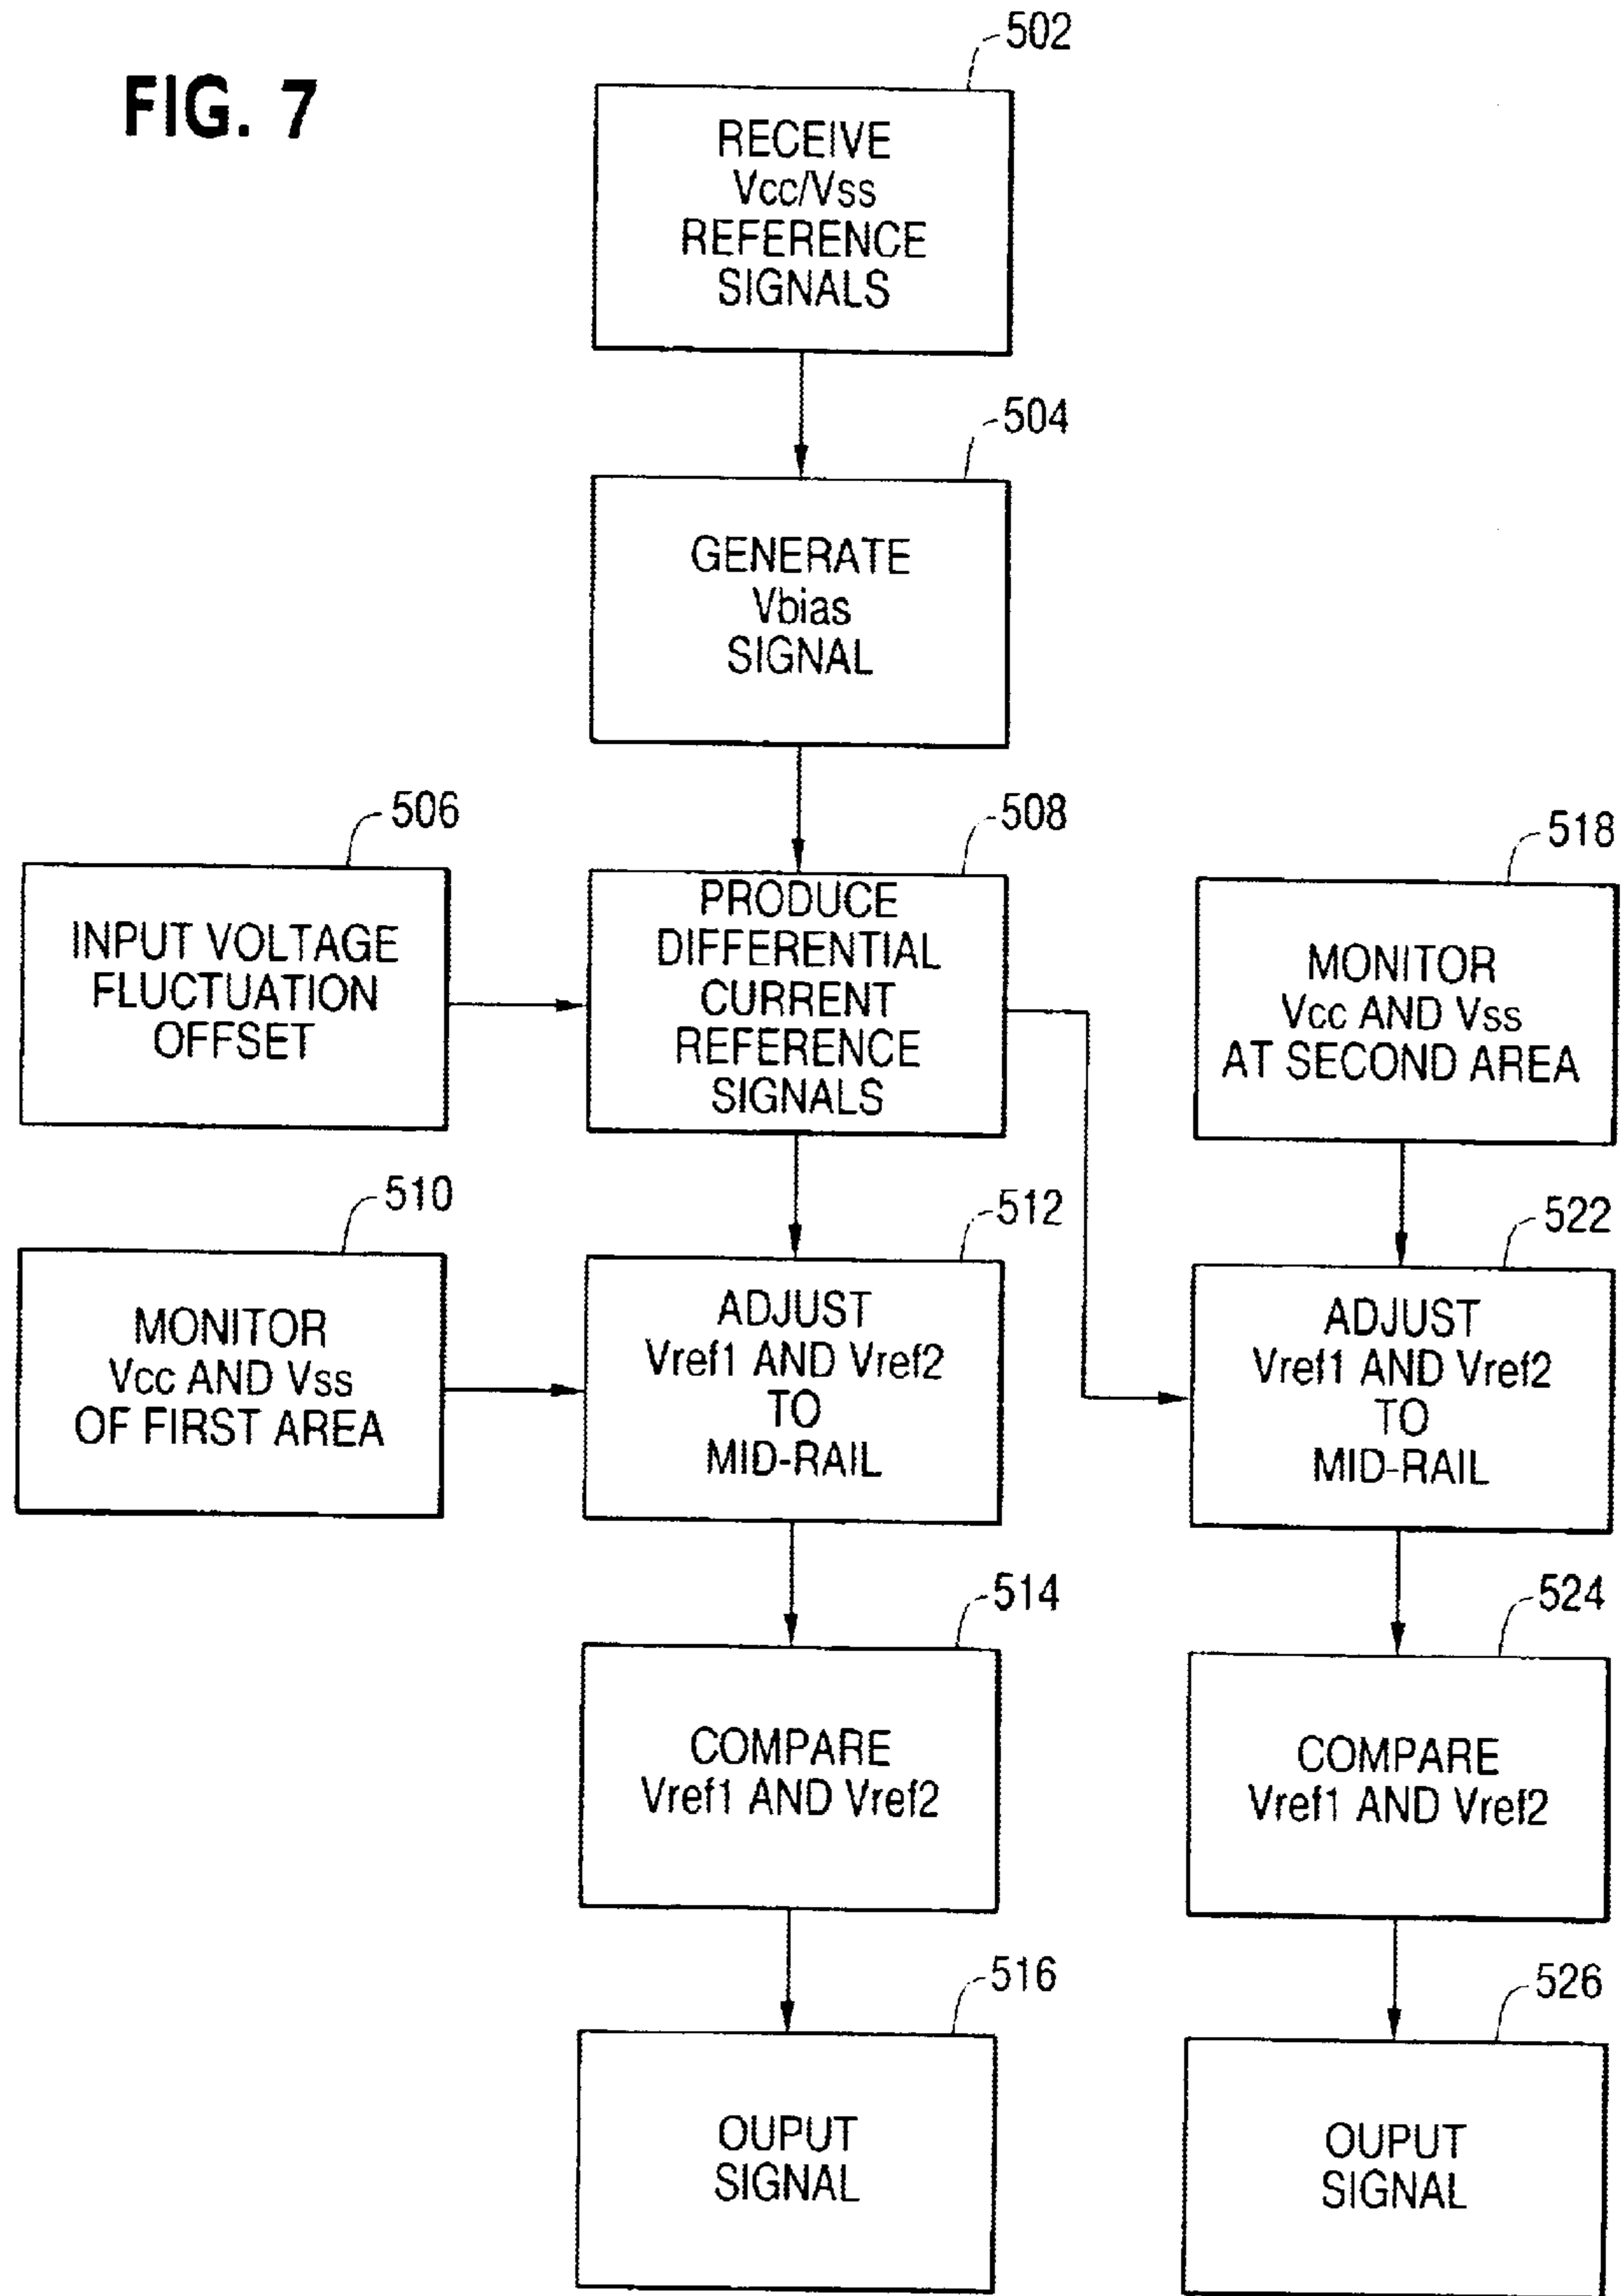 FIG. 7
502
RECEIVE
Vcc/Vss
REFERENCE
SIGNALS
504
GENERATE
Vbias
SIGNAL
506
INPUT VOLTAGE
FLUCTUATION
OFFSET
508
PRODUCE
DIFFERENTIAL
CURRENT
REFERENCE
SIGNALS
518
MONITOR
Vcc AND Vss
AT SECOND AREA
510
MONITOR
Vcc AND Vss
OF FIRST AREA
512
ADJUST
Vref1 AND Vref2
TO
MID-RAIL
522
ADJUST
Vref1 AND Vref2
TO
MID-RAIL
514
COMPARE
Vref1 AND Vref2
524
COMPARE
Vref1 AND Vref2
516
OUPUT
SIGNAL
526
OUPUT
SIGNAL